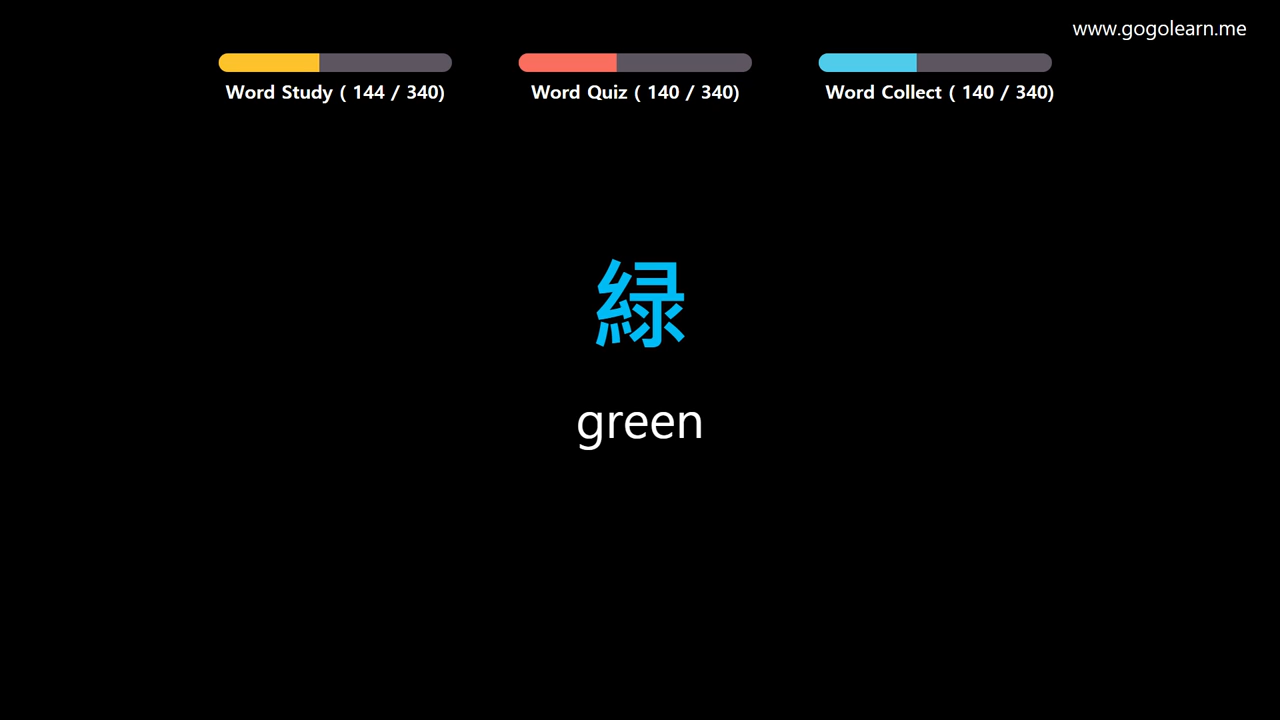 www.gogolearn.me
Word Study ( 144 / 340)
Word Quiz ( 140 / 340)
Word Collect ( 140 / 340)
緑
green